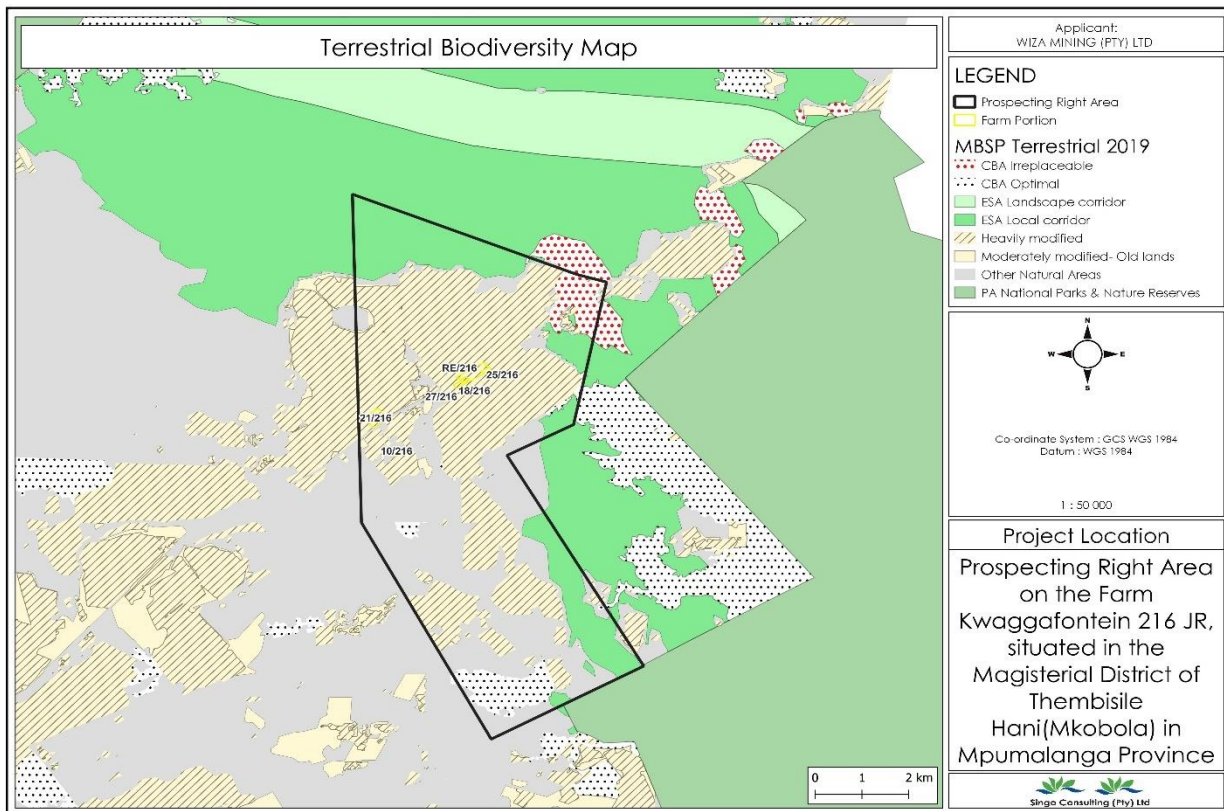 Terrestrial Biodiversity Map
RE/216
25/216
27/216
18/216
21/216
10/216
0 1 2 km
Applicant:
WIZA MINING (PTY) LTD
LEGEND
Prospecting Right Area
Farm Portion
MBSP Terrestrial 2019
CBA Irreplaceable
CBA Optimal
ESA Landscape corridor
ESA Local corridor
Heavily modified
Moderately modified- Old lands
Other Natural Areas
PA National Parks & Nature Reserves
N
W E
S
Co-ordinate System : GCS WGS 1984
Datum : WGS 1984
1 : 50 000
Project Location
Prospecting Right Area
on the Farm
Kwaggafontein 216 JR,
situated in the
Magisterial District of
Thembisile
Hani(Mkobola) in
Mpumalanga Province
Singo Consulting (Pty) Ltd